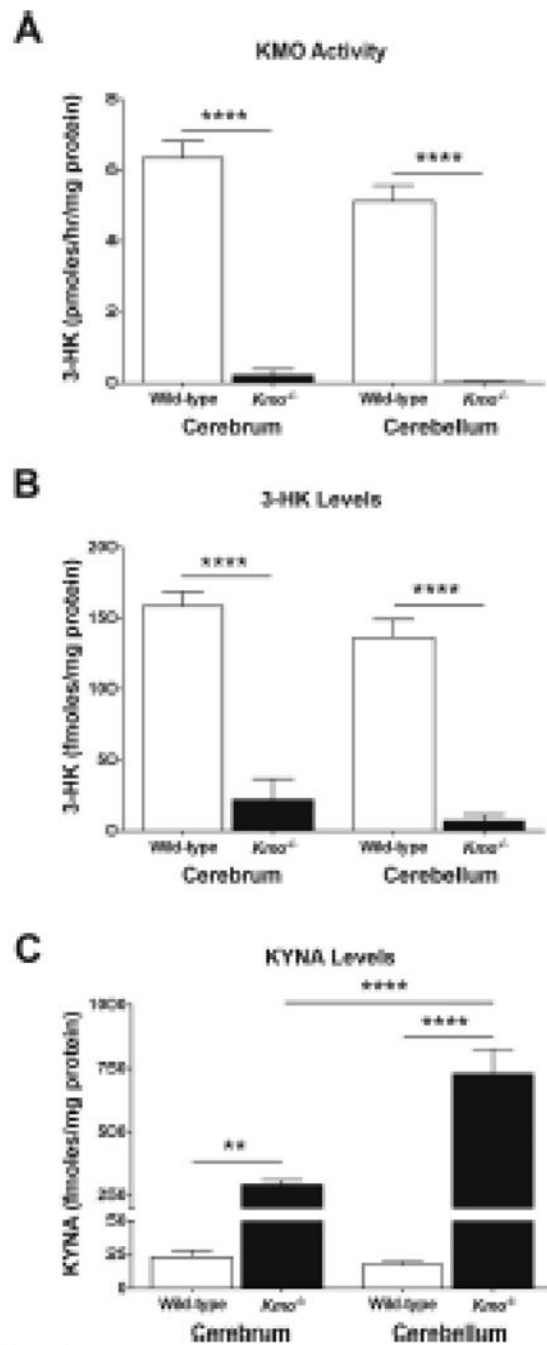 A
KMO Activity
3-HK (pmoles/hr/mg protein)
8
6
4
2
0
****
****
Wild-type Kmo-/- Wild-type Kmo-/-
Cerebrum Cerebellum
B
3-HK Levels
3-HK (fmoles/mg protein)
200
150
100
50
0
****
****
Wild-type Kmo-/- Wild-type Kmo-/-
Cerebrum Cerebellum
C
KYNA Levels
KYNA (fmoles/mg protein)
1000
750
500
250
50
25
0
****
****
**
Wild-type Kmo-/- Wild-type Kmo-/-
Cerebrum Cerebellum